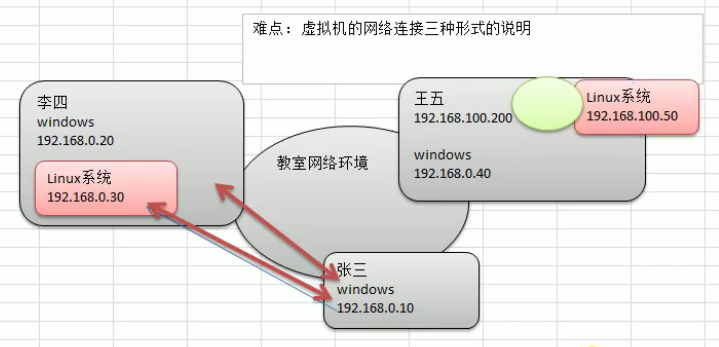 难点：虚拟机的网络连接三种形式的说明
李四
windows
192.168.0.20
Linux系统
192.168.0.30
教室网络环境
王五
192.168.100.200
windows
192.168.0.40
Linux系统
192.168.100.50
张三
windows
192.168.0.10